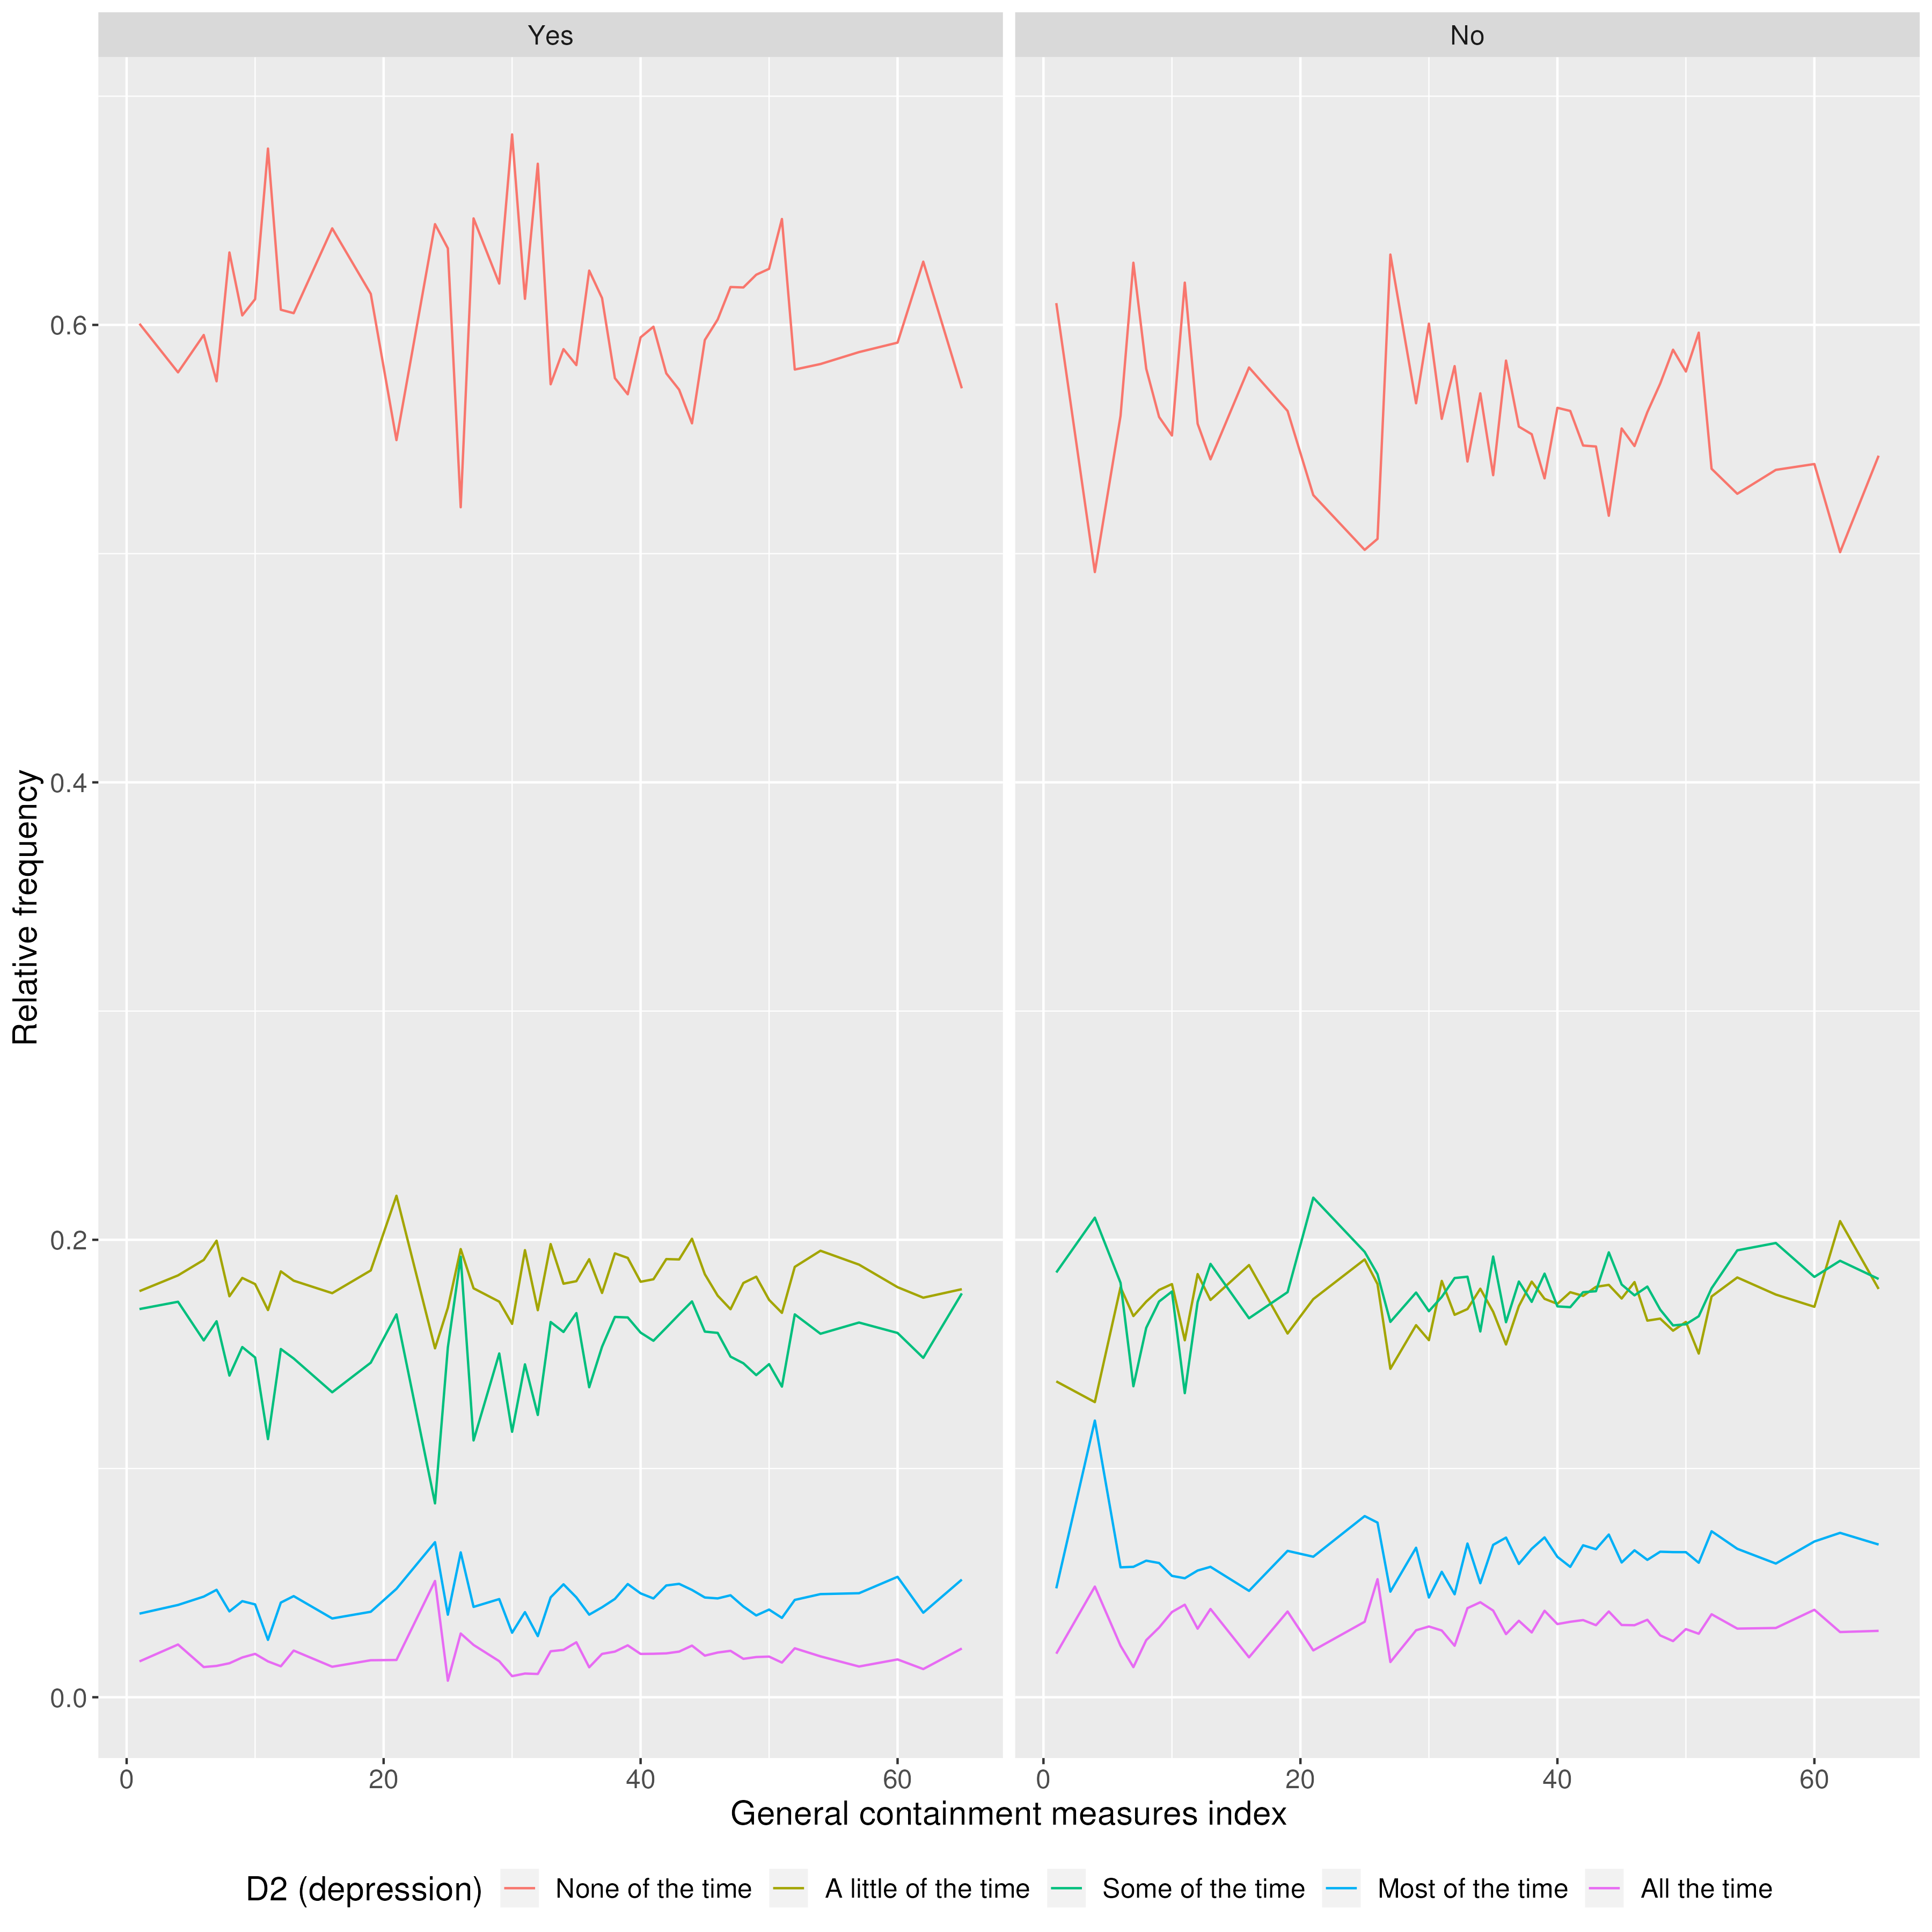 Yes
No
Relative frequency
0.6
0.4
0.2
0.0
0 20 40 60
0 20 40 60
General containment measures index
D2 (depression) None of the time A little of the time Some of the time Most of the time All the time